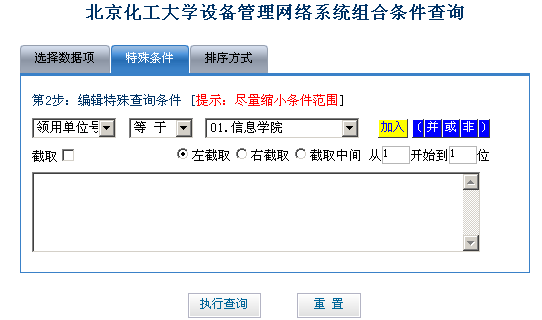 北京化工大学设备管理网络系统组合条件查询
选择数据项 特殊条件 排序方式
第2步：编辑特殊查询条件 [提示：尽量缩小条件范围]
领用单位号 等 于 01.信息学院 加入 ( 并 或 非 )
截取 左截取 右截取 截取中间 从 1 开始到 1 位
执行查询 重 置